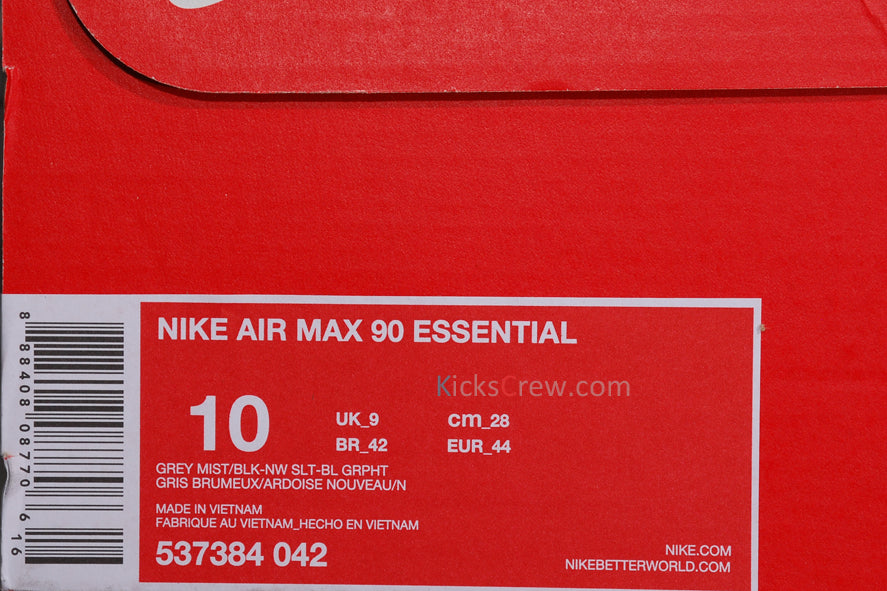 NIKE AIR MAX 90 ESSENTIAL
KicksCrew.com
10
UK_9 cm_28
BR_42 EUR_44
GREY MIST/BLK-NW SLT-BL GRPHT
GRIS BRUMEUX/ARDOISE NOUVEAU/N
MADE IN VIETNAM
FABRIQUE AU VIETNAM_HECHO EN VIETNAM
537384 042
NIKE.COM
NIKEBETTERWORLD.COM
8 88408 08770 6 16